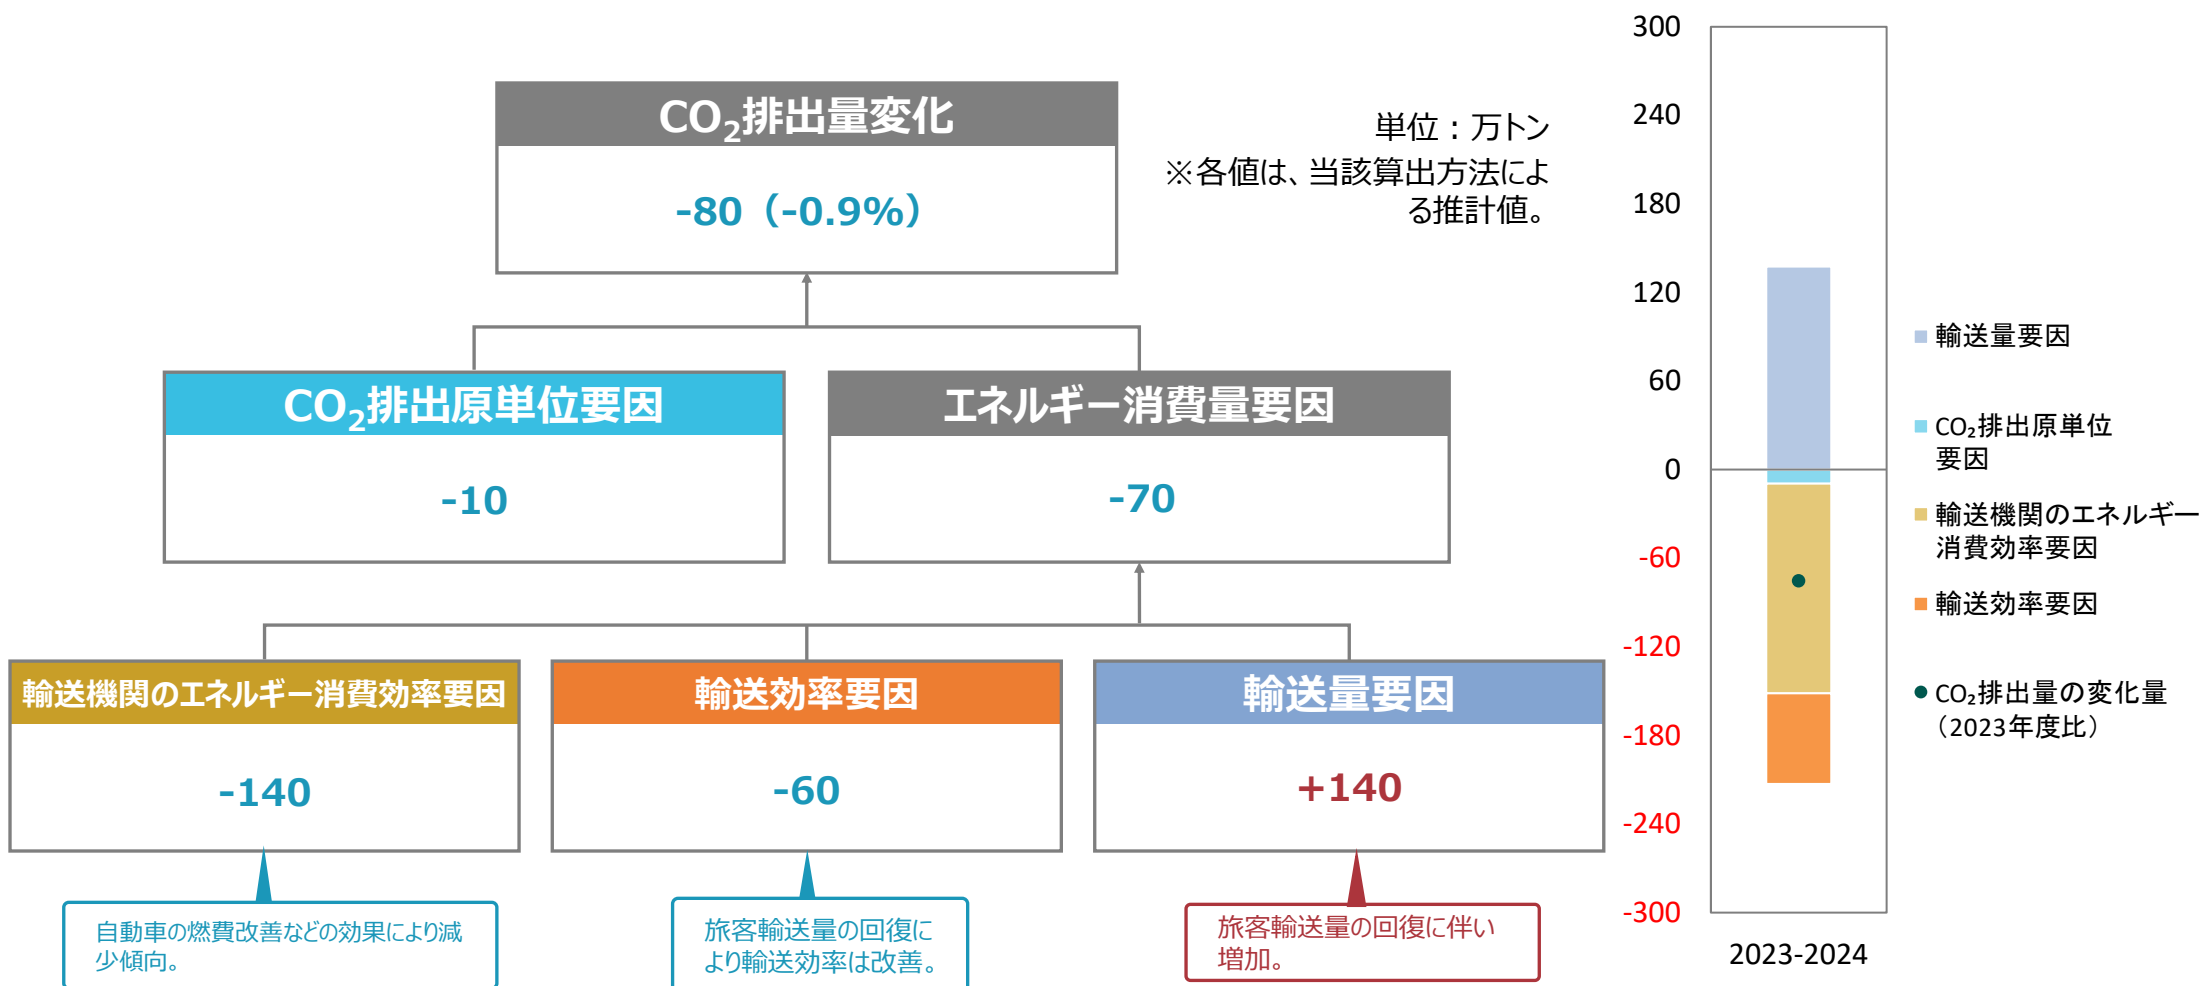 CO₂排出量変化
-80（-0.9%）
単位：万トン
※各値は、当該算出方法によ
る推計値。
CO₂排出原単位要因
-10
エネルギー消費量要因
-70
輸送機関のエネルギー消費効率要因
-140
輸送効率要因
-60
輸送量要因
+140
自動車の燃費改善などの効果により減
少傾向。
旅客輸送量の回復に
より輸送効率は改善。
旅客輸送量の回復に伴い
増加。
300
240
180
120
60
0
-60
-120
-180
-240
-300
2023-2024
輸送量要因
CO₂排出原単位
要因
輸送機関のエネルギー
消費効率要因
輸送効率要因
CO₂排出量の変化量
（2023年度比）